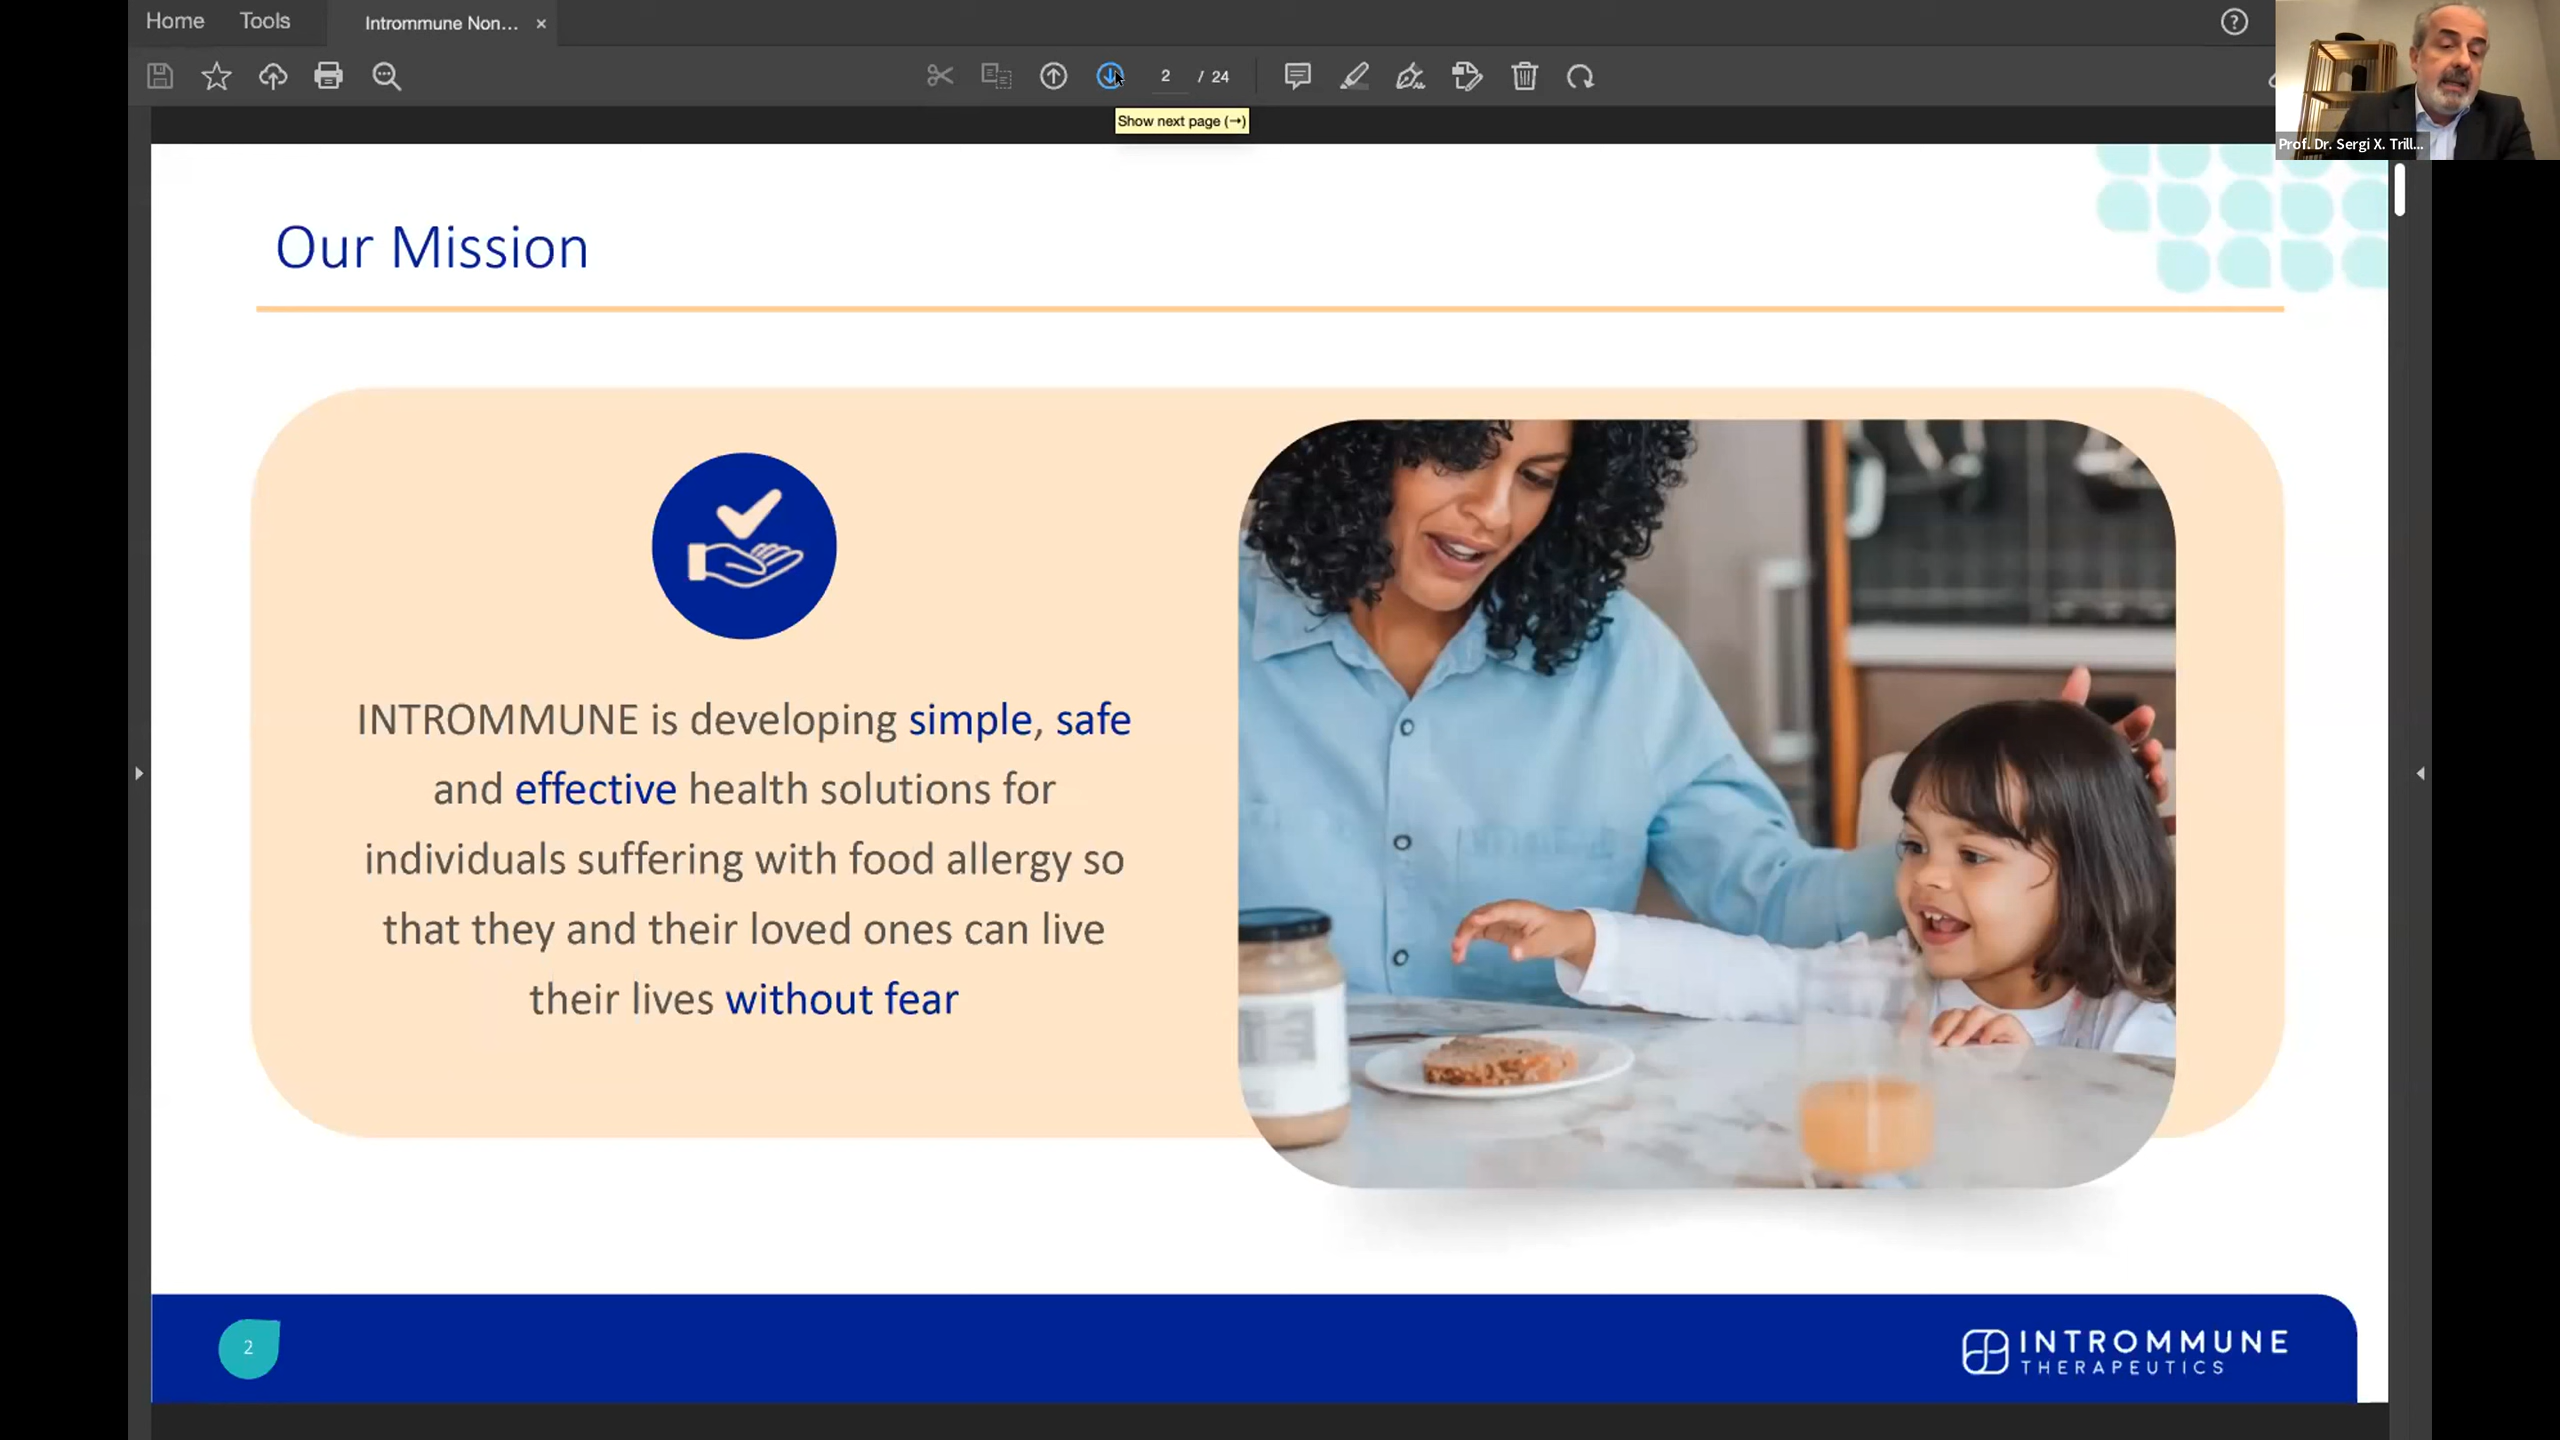 Home
Tools
Intrommune Non...
2 / 24
Show next page (→)
Prof. Dr. Sergi X. Trill...
Our Mission
INTROMMUNE is developing simple, safe
and effective health solutions for
individuals suffering with food allergy so
that they and their loved ones can live
their lives without fear
2
INTROMMUNE
THERAPEUTICS